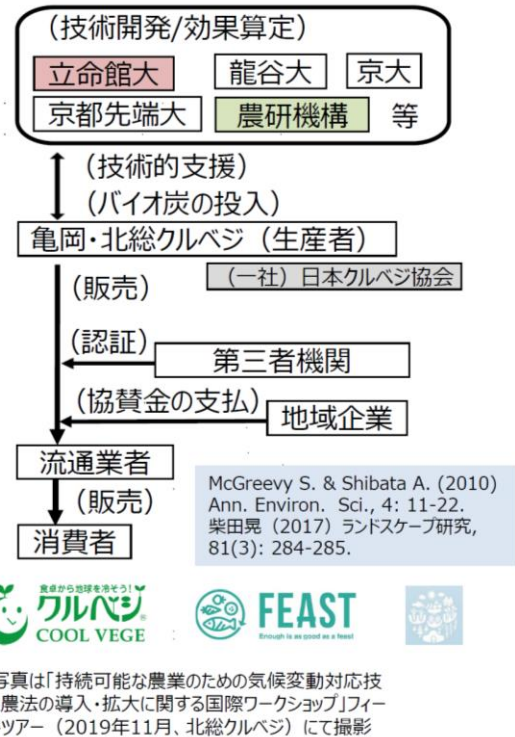 (技術開発/効果算定)
立命館大 龍谷大 京大
京都先端大 農研機構 等
(技術的支援)
(バイオ炭の投入)
亀岡・北総クルベジ(生産者)
(一社)日本クルベジ協会
(販売)
(認証)
第三者機関
(協賛金の支払)
地域企業
流通業者
(販売)
消費者
McGreevy S. & Shibata A. (2010)
Ann. Environ. Sci., 4: 11-22.
柴田晃(2017)ランドスケープ研究,
81(3): 284-285.
食卓から地球を冷そう!
クルベジ®
COOL VEGE
FEAST
Enough is as good as a feast
写真は「持続可能な農業のための気候変動対応技
農法の導入・拡大に関する国際ワークショップ」フィー
ツアー(2019年11月、北総クルベジ)にて撮影